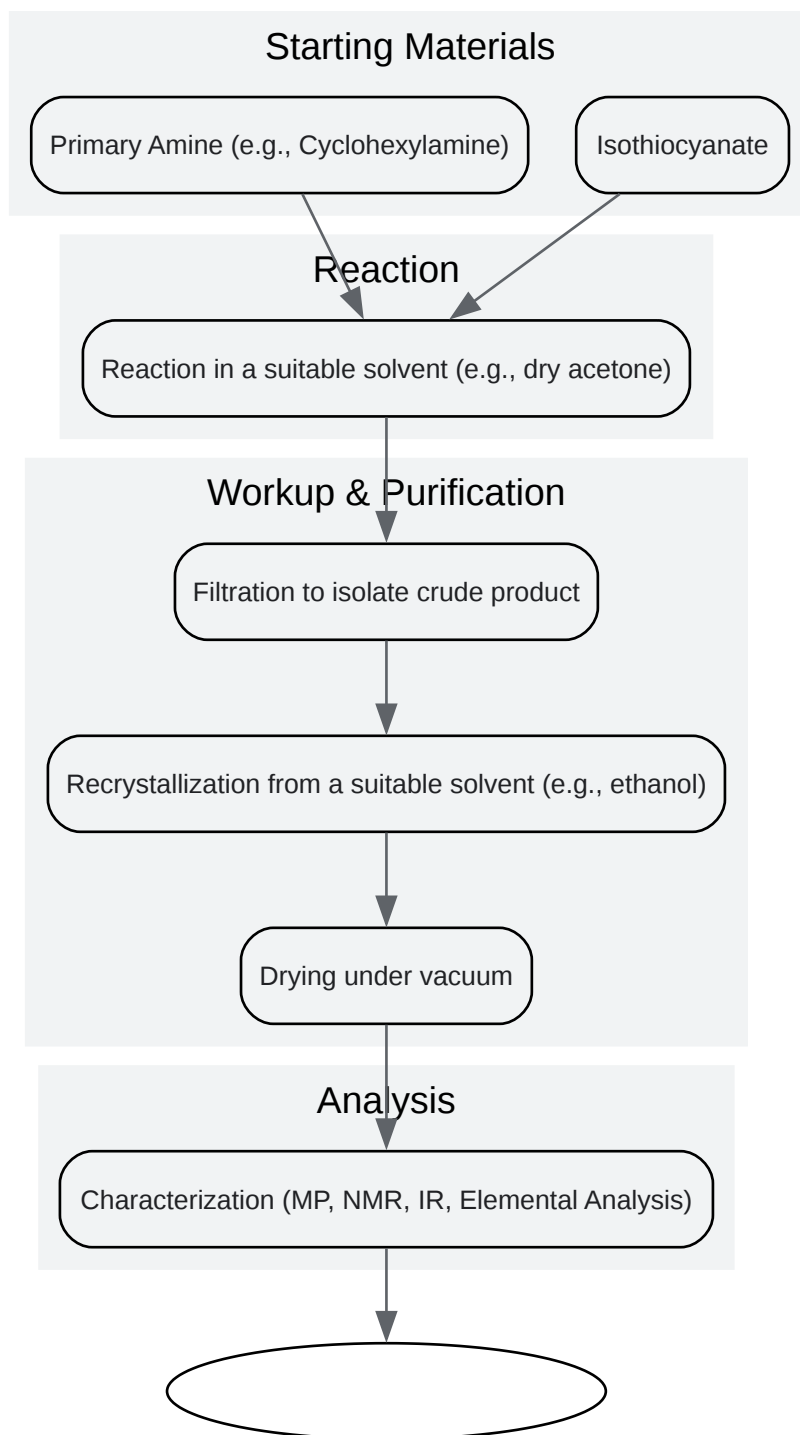 Starting Materials
Primary Amine (e.g., Cyclohexylamine)
Isothiocyanate
Reaction
Reaction in a suitable solvent (e.g., dry acetone)
Workup & Purification
Filtration to isolate crude product
Recrystallization from a suitable solvent (e.g., ethanol)
Drying under vacuum
Analysis
Characterization (MP, NMR, IR, Elemental Analysis)